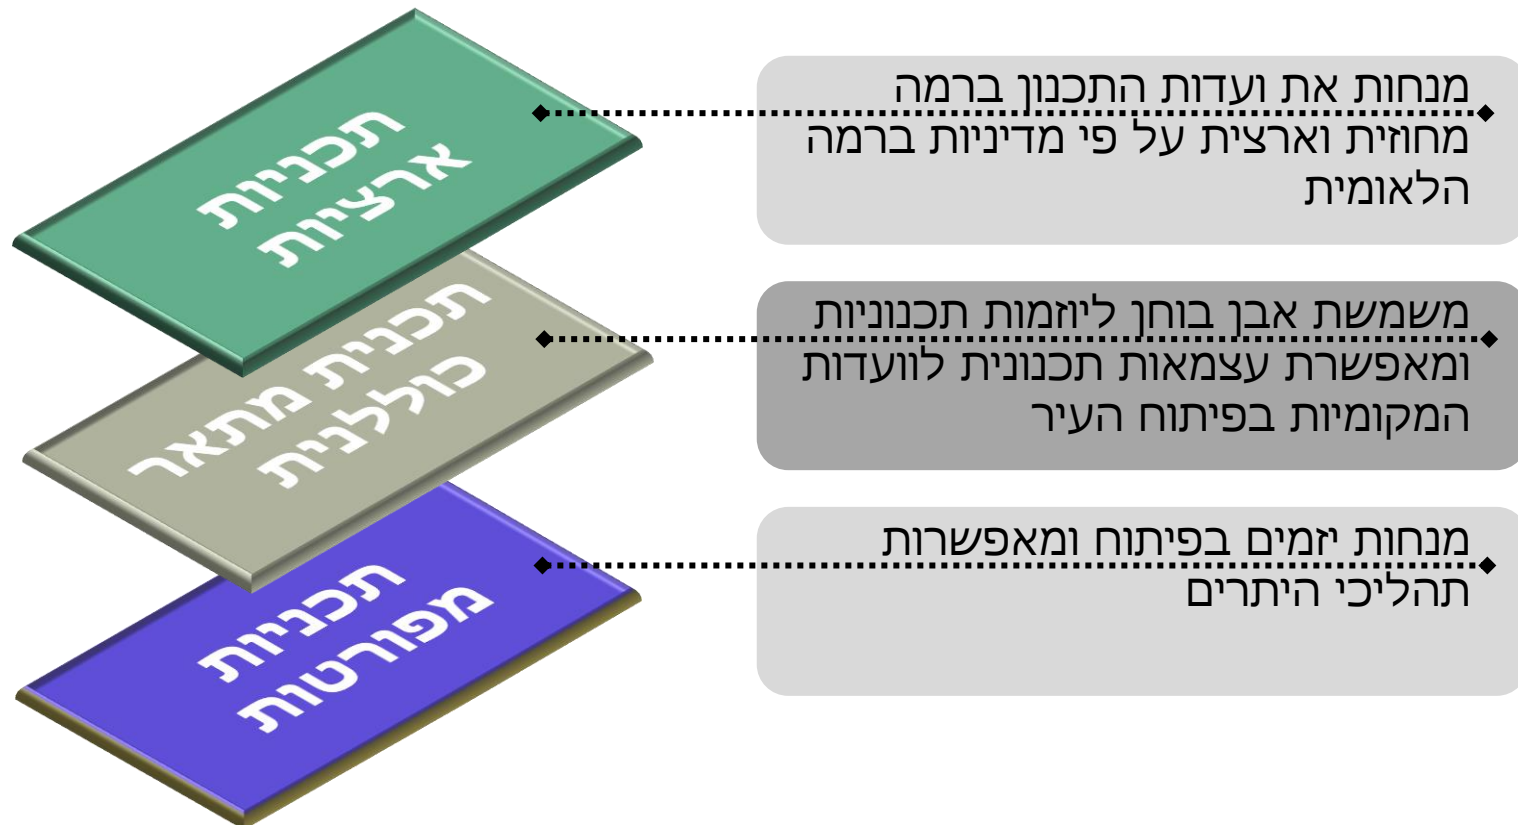 תכניות
ארציות
מנחות את ועדות התכנון ברמה
מחוזית וארצית על פי מדיניות ברמה
הלאומית
תכנית מתאר
כוללנית
משמשת אבן בוחן ליוזמות תכנוניות
ומאפשרת עצמאות תכנונית לוועדות
המקומיות בפיתוח העיר
תכניות
מפורטות
מנחות יזמים בפיתוח ומאפשרות
תהליכי היתרים